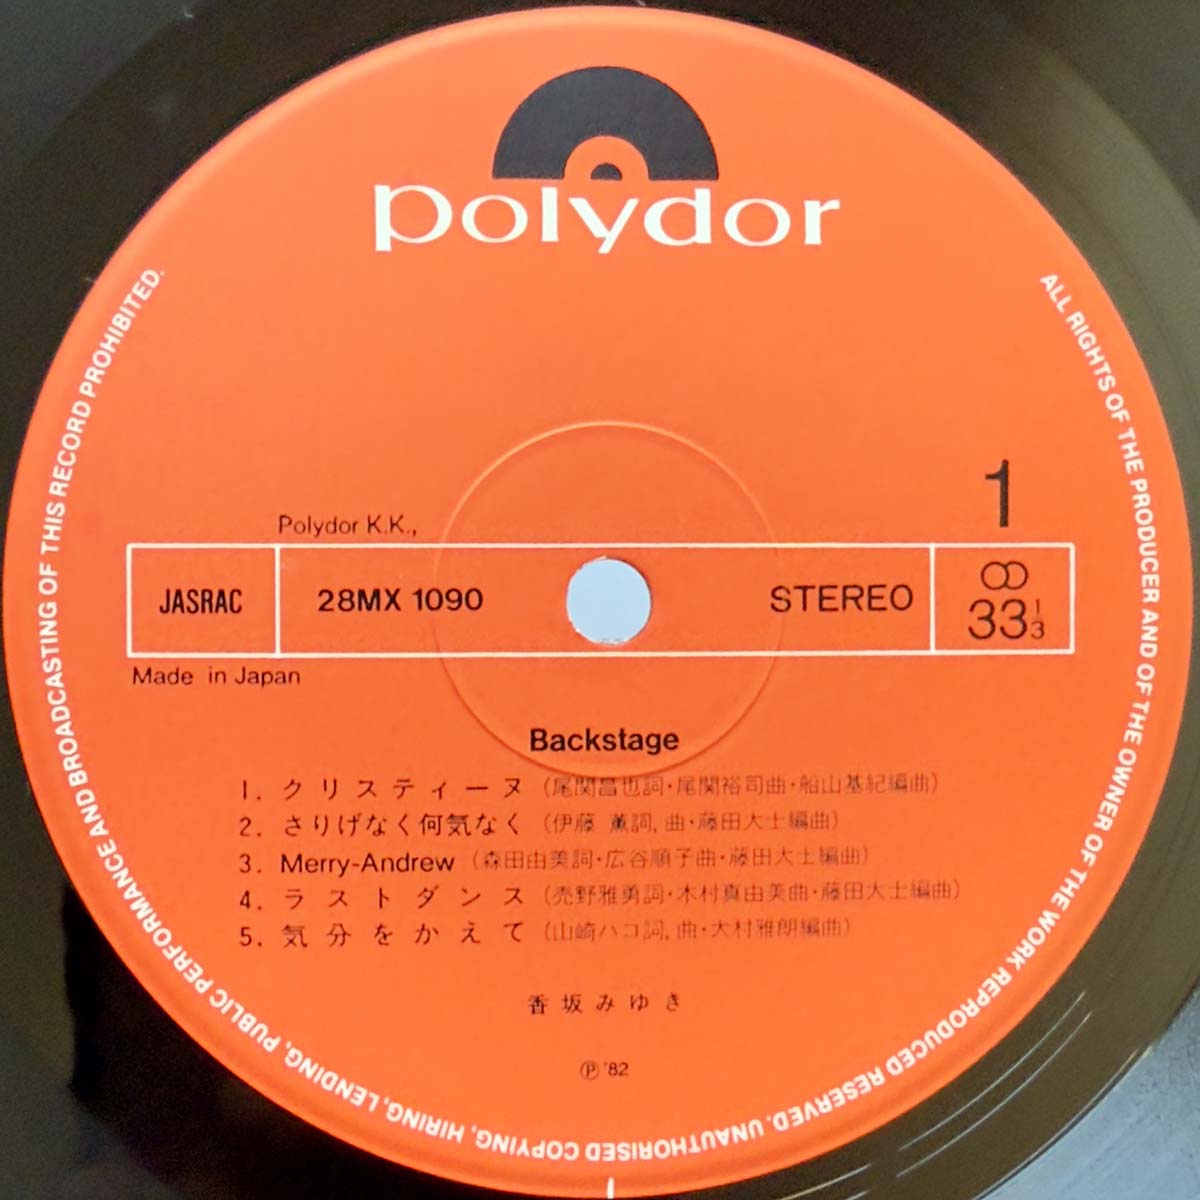 polydor
ALL RIGHTS OF THE PRODUCER AND OF THE OWNER OF THE WORK REPRODUCED RESERVED. UNAUTHORISED COPYING, HIRING, LENDING, PUBLIC PERFORMANCE AND BROADCASTING OF THIS RECORD PROHIBITED.
1
Polydor K.K.,
JASRAC 28MX 1090 STEREO 33 1/3
Made in Japan
Backstage
1. クリスティーヌ (尾関昌也詞・尾関裕司曲・船山基紀編曲)
2. さりげなく何気なく (伊藤 薫詞, 曲・藤田大士編曲)
3. Merry-Andrew (森田由美詞・広谷順子曲・藤田大士編曲)
4. ラストダンス (売野雅勇詞・木村真由美曲・藤田大士編曲)
5. 気分をかえて (山崎ハコ詞, 曲・大村雅朗編曲)
香坂みゆき
Ⓟ '82